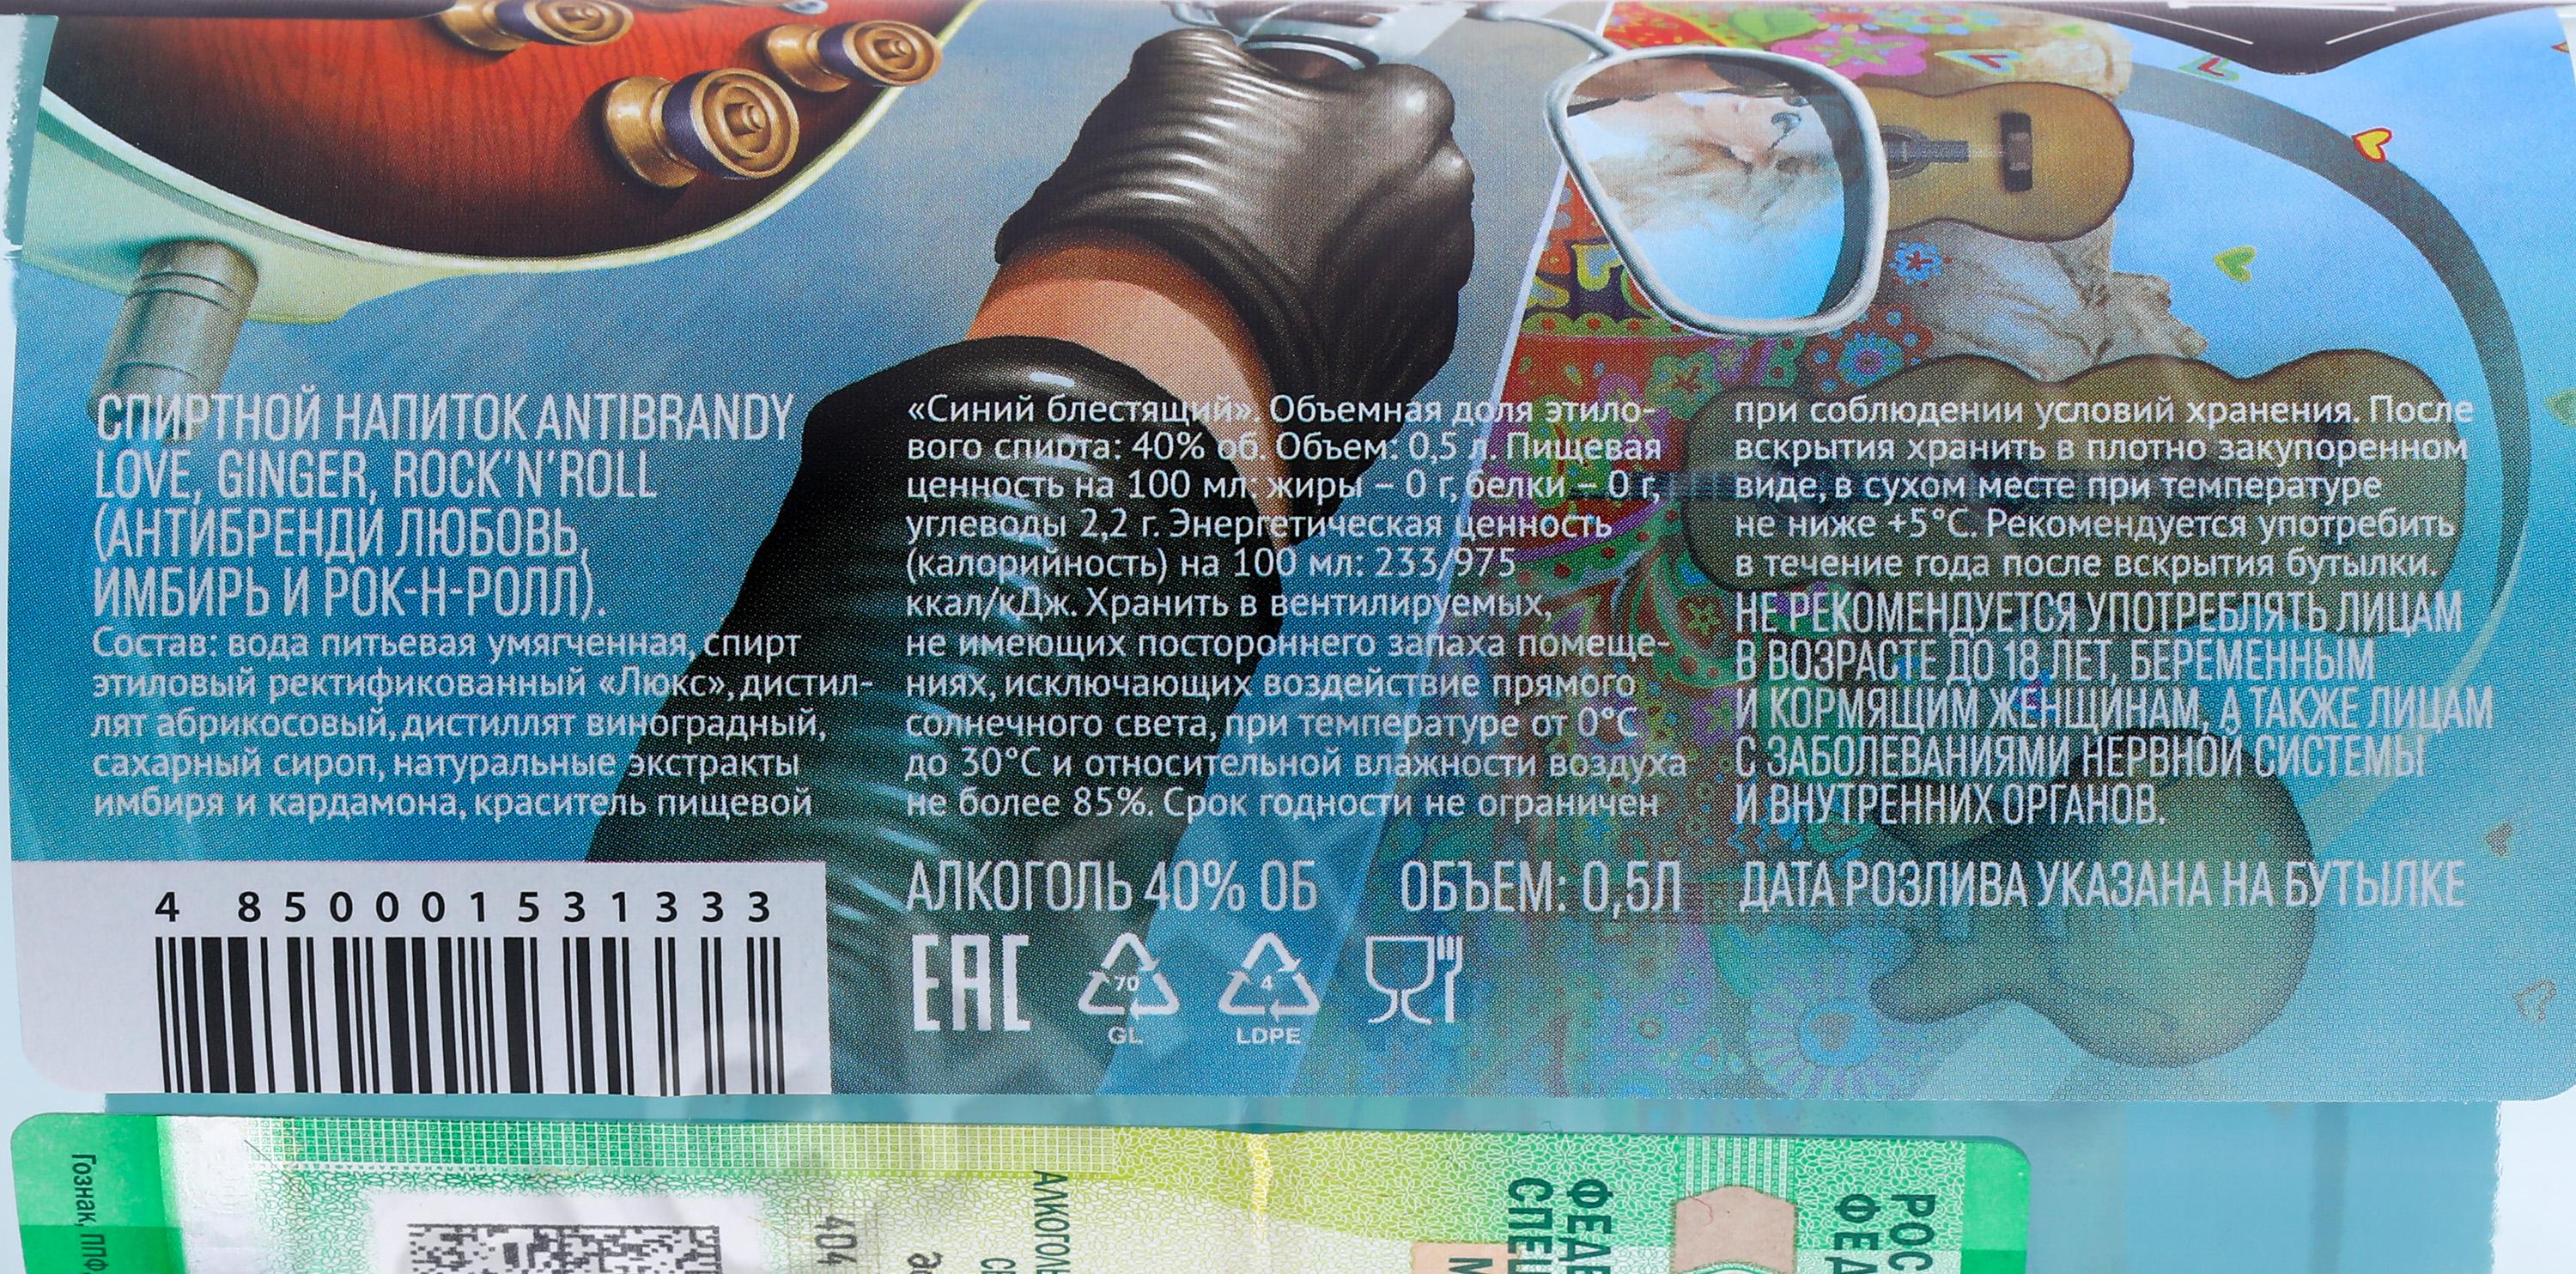 СПИРТНОЙ НАПИТОК ANTIBRANDY
LOVE, GINGER, ROCK’N’ROLL
(АНТИБРЕНДИ ЛЮБОВЬ,
ИМБИРЬ И РОК-Н-РОЛЛ).
Состав: вода питьевая умягченная, спирт
этиловый ректификованный «Люкс», дистил-
лят абрикосовый, дистиллят виноградный,
сахарный сироп, натуральные экстракты
имбиря и кардамона, краситель пищевой
«Синий блестящий». Объемная доля этило-
вого спирта: 40% об. Объем: 0,5 л. Пищевая
ценность на 100 мл: жиры – 0 г, белки – 0 г,
углеводы 2,2 г. Энергетическая ценность
(калорийность) на 100 мл: 233/975
ккал/кДж. Хранить в вентилируемых,
не имеющих постороннего запаха помеще-
ниях, исключающих воздействие прямого
солнечного света, при температуре от 0°С
до 30°С и относительной влажности воздуха
не более 85%. Срок годности не ограничен
при соблюдении условий хранения. После
вскрытия хранить в плотно закупоренном
виде, в сухом месте при температуре
не ниже +5°С. Рекомендуется употребить
в течение года после вскрытия бутылки.
НЕ РЕКОМЕНДУЕТСЯ УПОТРЕБЛЯТЬ ЛИЦАМ
В ВОЗРАСТЕ ДО 18 ЛЕТ, БЕРЕМЕННЫМ
И КОРМЯЩИМ ЖЕНЩИНАМ, А ТАКЖЕ ЛИЦАМ
С ЗАБОЛЕВАНИЯМИ НЕРВНОЙ СИСТЕМЫ
И ВНУТРЕННИХ ОРГАНОВ.
АЛКОГОЛЬ 40% ОБ ОБЪЕМ: 0,5Л ДАТА РОЗЛИВА УКАЗАНА НА БУТЫЛКЕ
4 850001531333
EAC 70 GL 4 LDPE
Гознак,
404